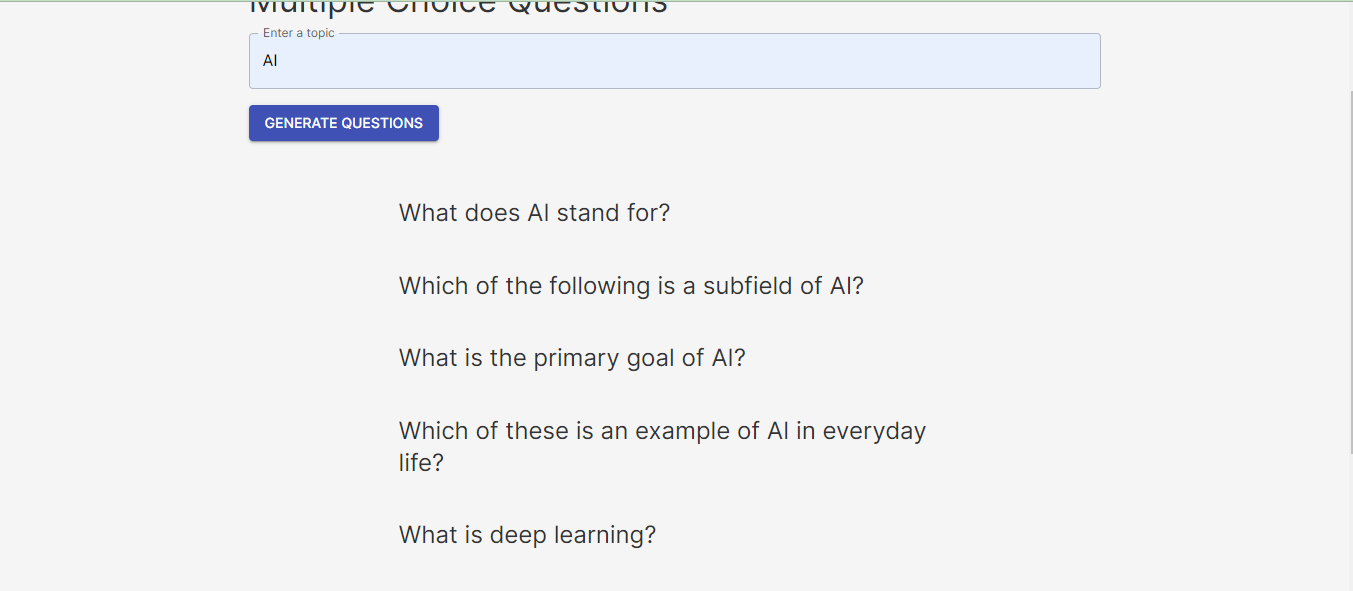 Multiple Choice Questions
Enter a topic
AI
GENERATE QUESTIONS
What does AI stand for?
Which of the following is a subfield of AI?
What is the primary goal of AI?
Which of these is an example of AI in everyday
life?
What is deep learning?